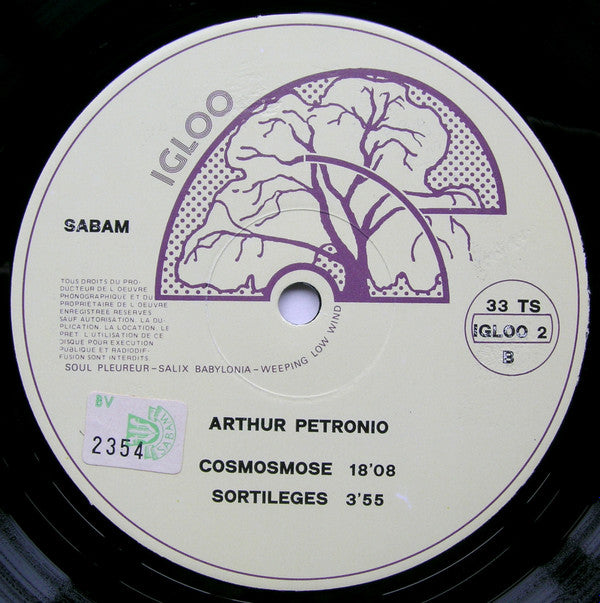 IGLOO
SABAM
33 TS
IGLOO 2
B
TOUS DROITS DU PRO-
DUCTEUR DE L OEUVRE
PHONOGRAPHIQUE ET DU
PROPRIETAIRE DE L OEUVRE
ENREGISTREE RESERVES
SAUF AUTORISATION. LA DU-
PLICATION, LA LOCATION, LE
PRET, L UTILISATION DE CE
DISQUE POUR EXECUTION
PUBLIQUE ET RADIODIF-
FUSION SONT INTERDITS
SOUL PLEUREUR-SALIX BABYLONIA-WEEPING LOW WIND
BV
2354
SABAM
ARTHUR PETRONIO
COSMOSMOSE 18'08
SORTILEGES 3'55